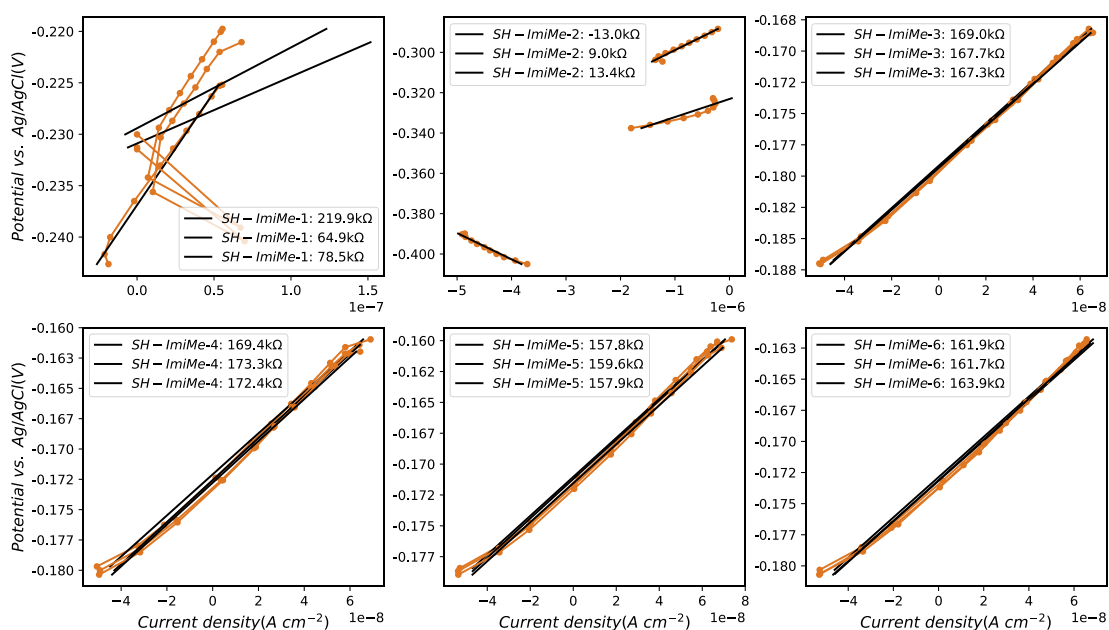 Potential vs. Ag/AgCl(V)
-0.220
-0.225
-0.230
-0.235
-0.240
SH − ImiMe-1: 219.9kΩ
SH − ImiMe-1: 64.9kΩ
SH − ImiMe-1: 78.5kΩ
0.0 0.5 1.0 1.5
1e−7
-0.300
-0.320
-0.340
-0.360
-0.380
-0.400
SH − ImiMe-2: -13.0kΩ
SH − ImiMe-2: 9.0kΩ
SH − ImiMe-2: 13.4kΩ
−5 −4 −3 −2 −1 0
1e−6
-0.168
-0.170
-0.172
-0.175
-0.177
-0.180
-0.182
-0.185
-0.188
SH − ImiMe-3: 169.0kΩ
SH − ImiMe-3: 167.7kΩ
SH − ImiMe-3: 167.3kΩ
−4 −2 0 2 4 6
1e−8
Potential vs. Ag/AgCl(V)
-0.160
-0.163
-0.165
-0.167
-0.170
-0.172
-0.175
-0.177
-0.180
SH − ImiMe-4: 169.4kΩ
SH − ImiMe-4: 173.3kΩ
SH − ImiMe-4: 172.4kΩ
−4 −2 0 2 4 6
1e−8
Current density(A cm⁻²)
-0.160
-0.163
-0.165
-0.167
-0.170
-0.172
-0.175
-0.177
SH − ImiMe-5: 157.8kΩ
SH − ImiMe-5: 159.6kΩ
SH − ImiMe-5: 157.9kΩ
−4 −2 0 2 4 6
1e−8
Current density(A cm⁻²)
-0.163
-0.165
-0.167
-0.170
-0.172
-0.175
-0.177
-0.180
SH − ImiMe-6: 161.9kΩ
SH − ImiMe-6: 161.7kΩ
SH − ImiMe-6: 163.9kΩ
−4 −2 0 2 4 6
1e−8
Current density(A cm⁻²)